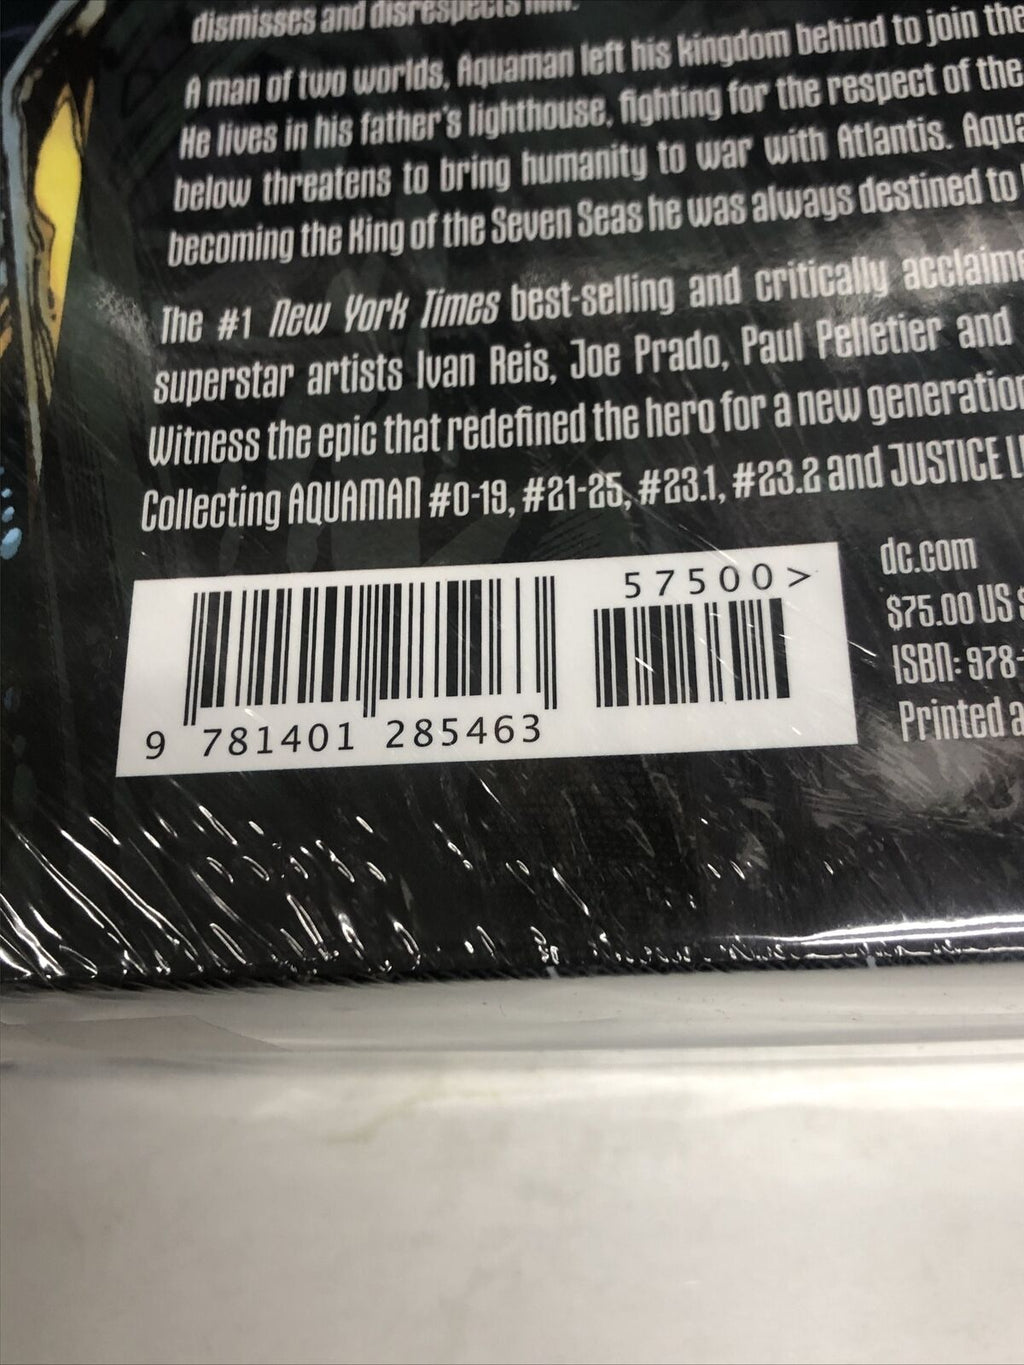 dismisses and disrespects him.
A man of two worlds, Aquaman left his kingdom behind to join the
He lives in his father's lighthouse, fighting for the respect of the
below threatens to bring humanity to war with Atlantis.
becoming the King of the Seven Seas he was always destined to
The #1 New York Times best-selling and critically
superstar artists Ivan Reis, Joe Prado, Paul Pelletier and
Witness the epic that redefined the hero for a new
Collecting AQUAMAN #0-19, #21-25, #23.1, #23.2 and JUSTICE
dc.com
$75.00 US
ISBN: 978-
Printed
57500>
9 781401 285463